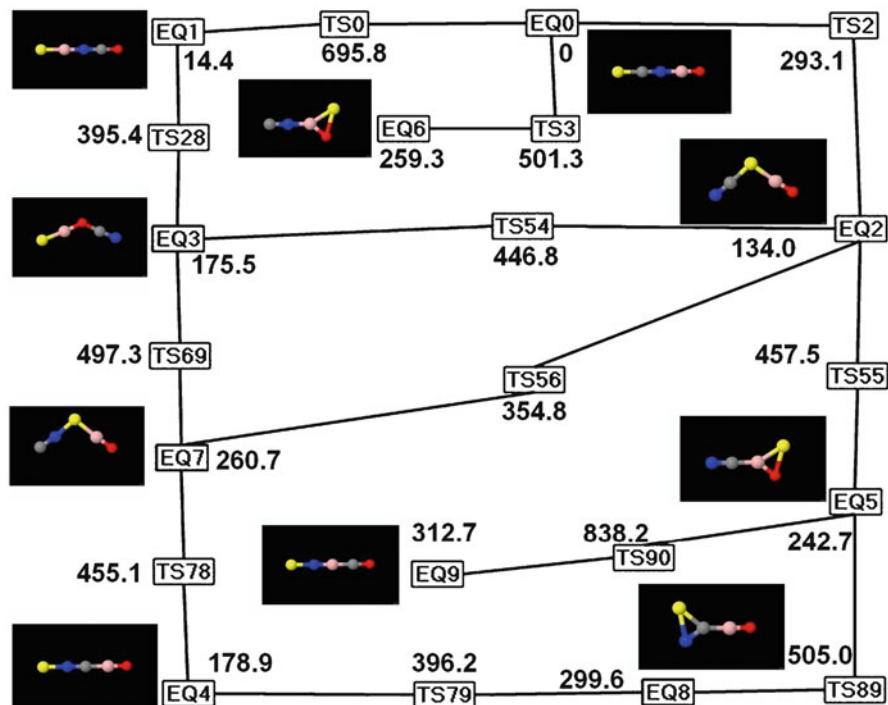 EQ1 TS0 EQ0 TS2
14.4 695.8 0 293.1
395.4 TS28 EQ6 TS3
259.3 501.3
EQ3 TS54 EQ2
175.5 446.8 134.0
497.3 TS69 TS56 457.5 TS55
354.8
EQ7 260.7
EQ5
312.7 838.2 242.7
455.1 TS78 EQ9 TS90
178.9 396.2 299.6 505.0
EQ4 TS79 EQ8 TS89